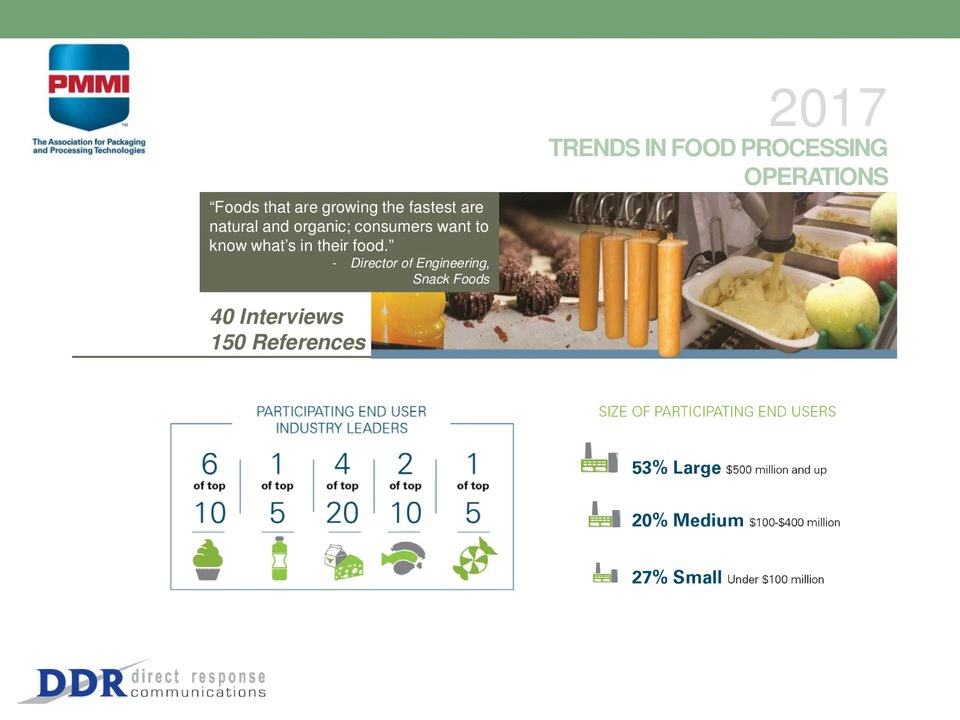 PMMI
TM
The Association for Packaging
and Processing Technologies
2017
TRENDS IN FOOD PROCESSING
OPERATIONS
“Foods that are growing the fastest are
natural and organic; consumers want to
know what’s in their food.”
- Director of Engineering,
Snack Foods
40 Interviews
150 References
PARTICIPATING END USER
INDUSTRY LEADERS
6 1 4 2 1
of top of top of top of top of top
10 5 20 10 5
SIZE OF PARTICIPATING END USERS
53% Large $500 million and up
20% Medium $100-$400 million
27% Small Under $100 million
DDR direct response
communications